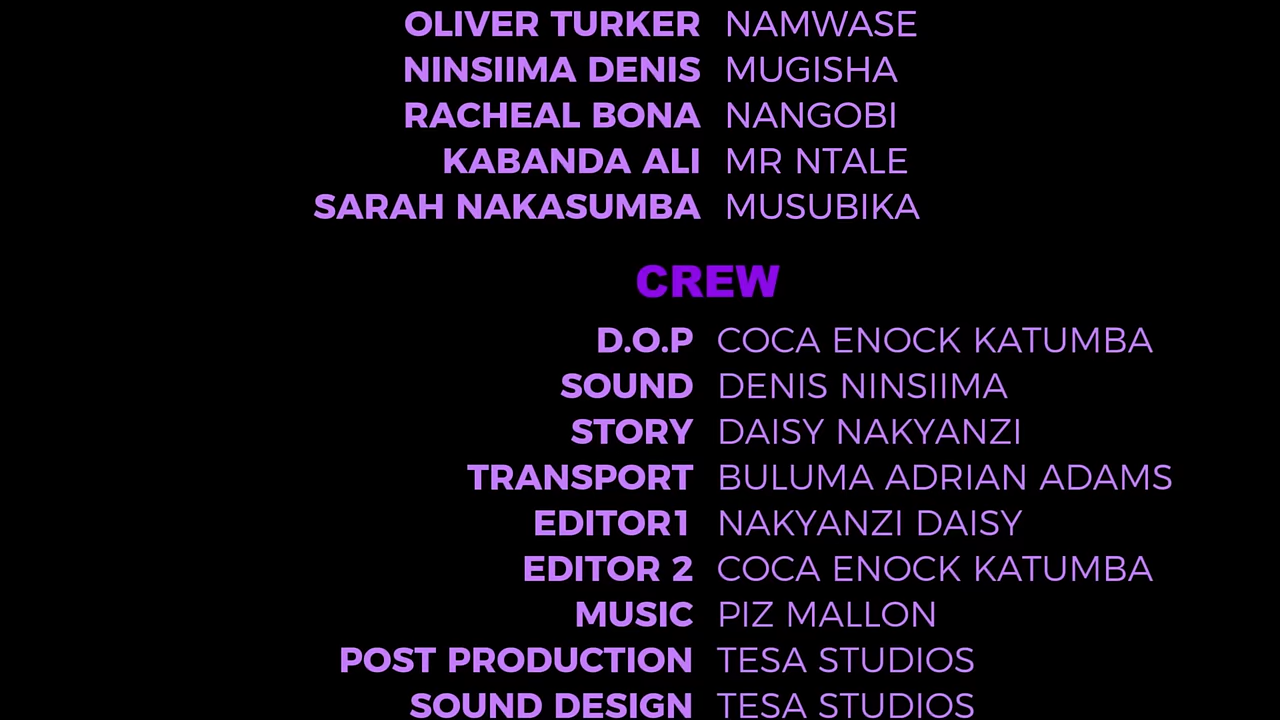 OLIVER TURKER NAMWASE
NINSIIMA DENIS MUGISHA
RACHEAL BONA NANGOBI
KABANDA ALI MR NTALE
SARAH NAKASUMBA MUSUBIKA
CREW
D.O.P COCA ENOCK KATUMBA
SOUND DENIS NINSIIMA
STORY DAISY NAKYANZI
TRANSPORT BULUMA ADRIAN ADAMS
EDITOR1 NAKYANZI DAISY
EDITOR 2 COCA ENOCK KATUMBA
MUSIC PIZ MALLON
POST PRODUCTION TESA STUDIOS
SOUND DESIGN TESA STUDIOS